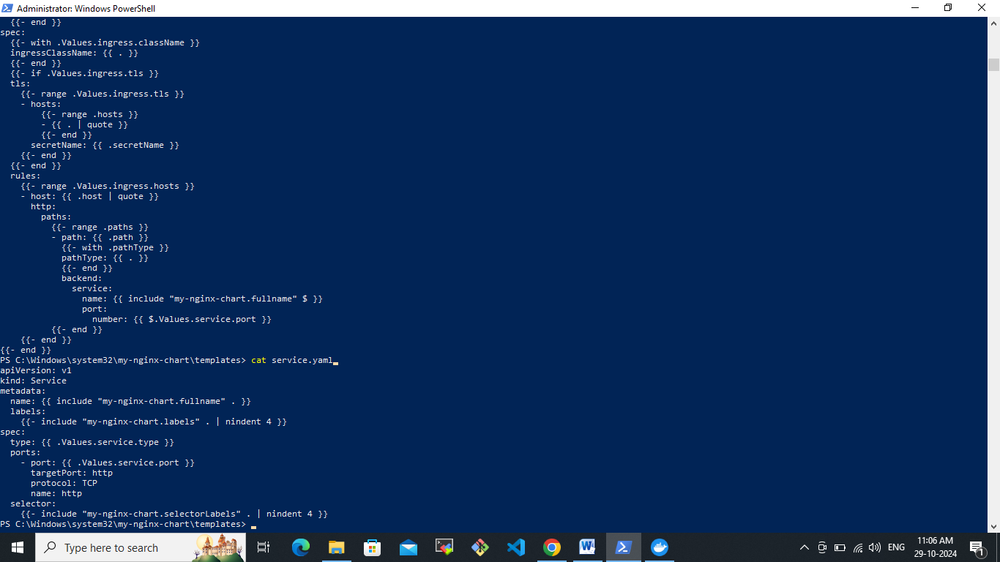 Administrator: Windows PowerShell
  {{- end }}
spec:
  {{- with .Values.ingress.className }}
  ingressClassName: {{ . }}
  {{- end }}
  {{- if .Values.ingress.tls }}
  tls:
    {{- range .Values.ingress.tls }}
    - hosts:
        {{- range .hosts }}
        - {{ . | quote }}
        {{- end }}
      secretName: {{ .secretName }}
    {{- end }}
  {{- end }}
  rules:
    {{- range .Values.ingress.hosts }}
    - host: {{ .host | quote }}
      http:
        paths:
          {{- range .paths }}
          - path: {{ .path }}
            {{- with .pathType }}
            pathType: {{ . }}
            {{- end }}
            backend:
              service:
                name: {{ include "my-nginx-chart.fullname" $ }}
                port:
                  number: {{ $.Values.service.port }}
          {{- end }}
    {{- end }}
{{- end }}
PS C:\Windows\system32\my-nginx-chart\templates> cat service.yaml
apiVersion: v1
kind: Service
metadata:
  name: {{ include "my-nginx-chart.fullname" . }}
  labels:
    {{- include "my-nginx-chart.labels" . | nindent 4 }}
spec:
  type: {{ .Values.service.type }}
  ports:
    - port: {{ .Values.service.port }}
      targetPort: http
      protocol: TCP
      name: http
  selector:
    {{- include "my-nginx-chart.selectorLabels" . | nindent 4 }}
PS C:\Windows\system32\my-nginx-chart\templates>
Type here to search
ENG
11:06 AM
29-10-2024
1